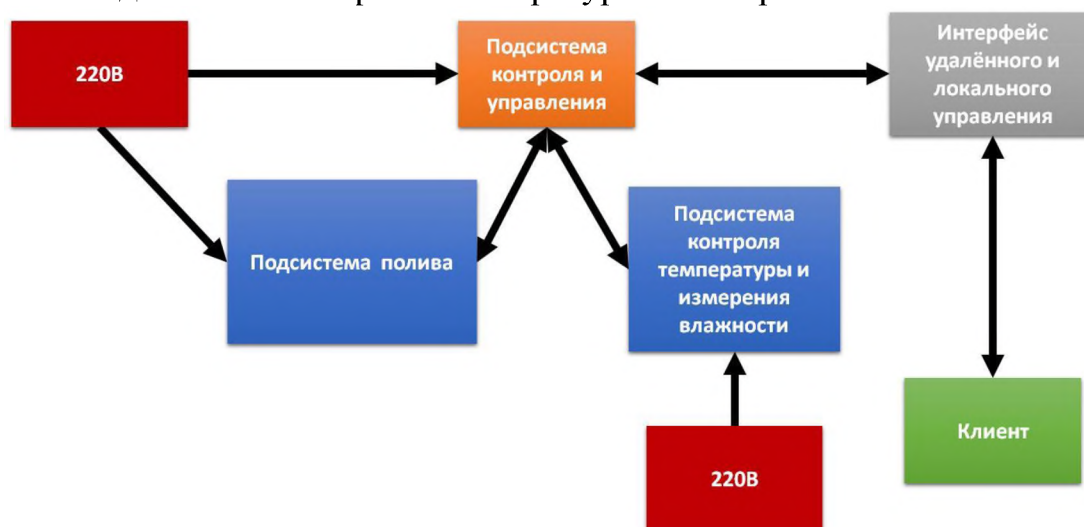 220В
Подсистема
контроля и
управления
Интерфейс
удалённого и
локального
управления
Подсистема полива
Подсистема
контроля
температуры и
измерения
влажности
220В
Клиент